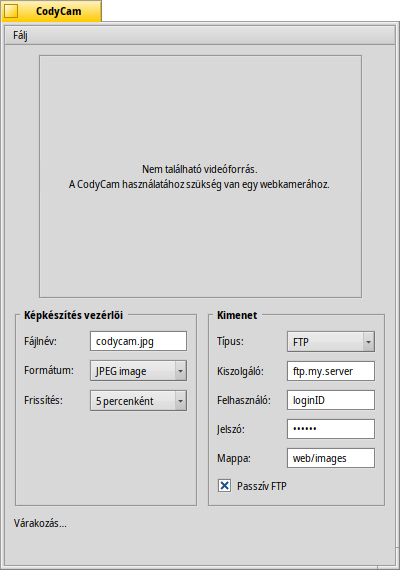 CodyCam
Fálj
Nem található videóforrás.
A CodyCam használatához szükség van egy webkamerához.
Képkészítés vezérlői
Fájlnév: codycam.jpg
Formátum: JPEG image
Frissítés: 5 percenként
Kimenet
Típus: FTP
Kiszolgáló: ftp.my.server
Felhasználó: loginID
Jelszó: ••••••
Mappa: web/images
Passzív FTP
Várakozás...